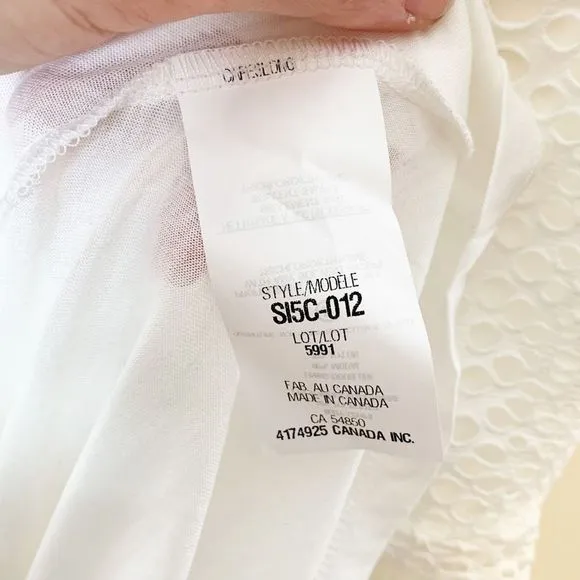 STYLE/MODÈLE
SI5C-012
LOT/LOT
5991
FAB. AU CANADA
MADE IN CANADA
CA 54850
4174925 CANADA INC.